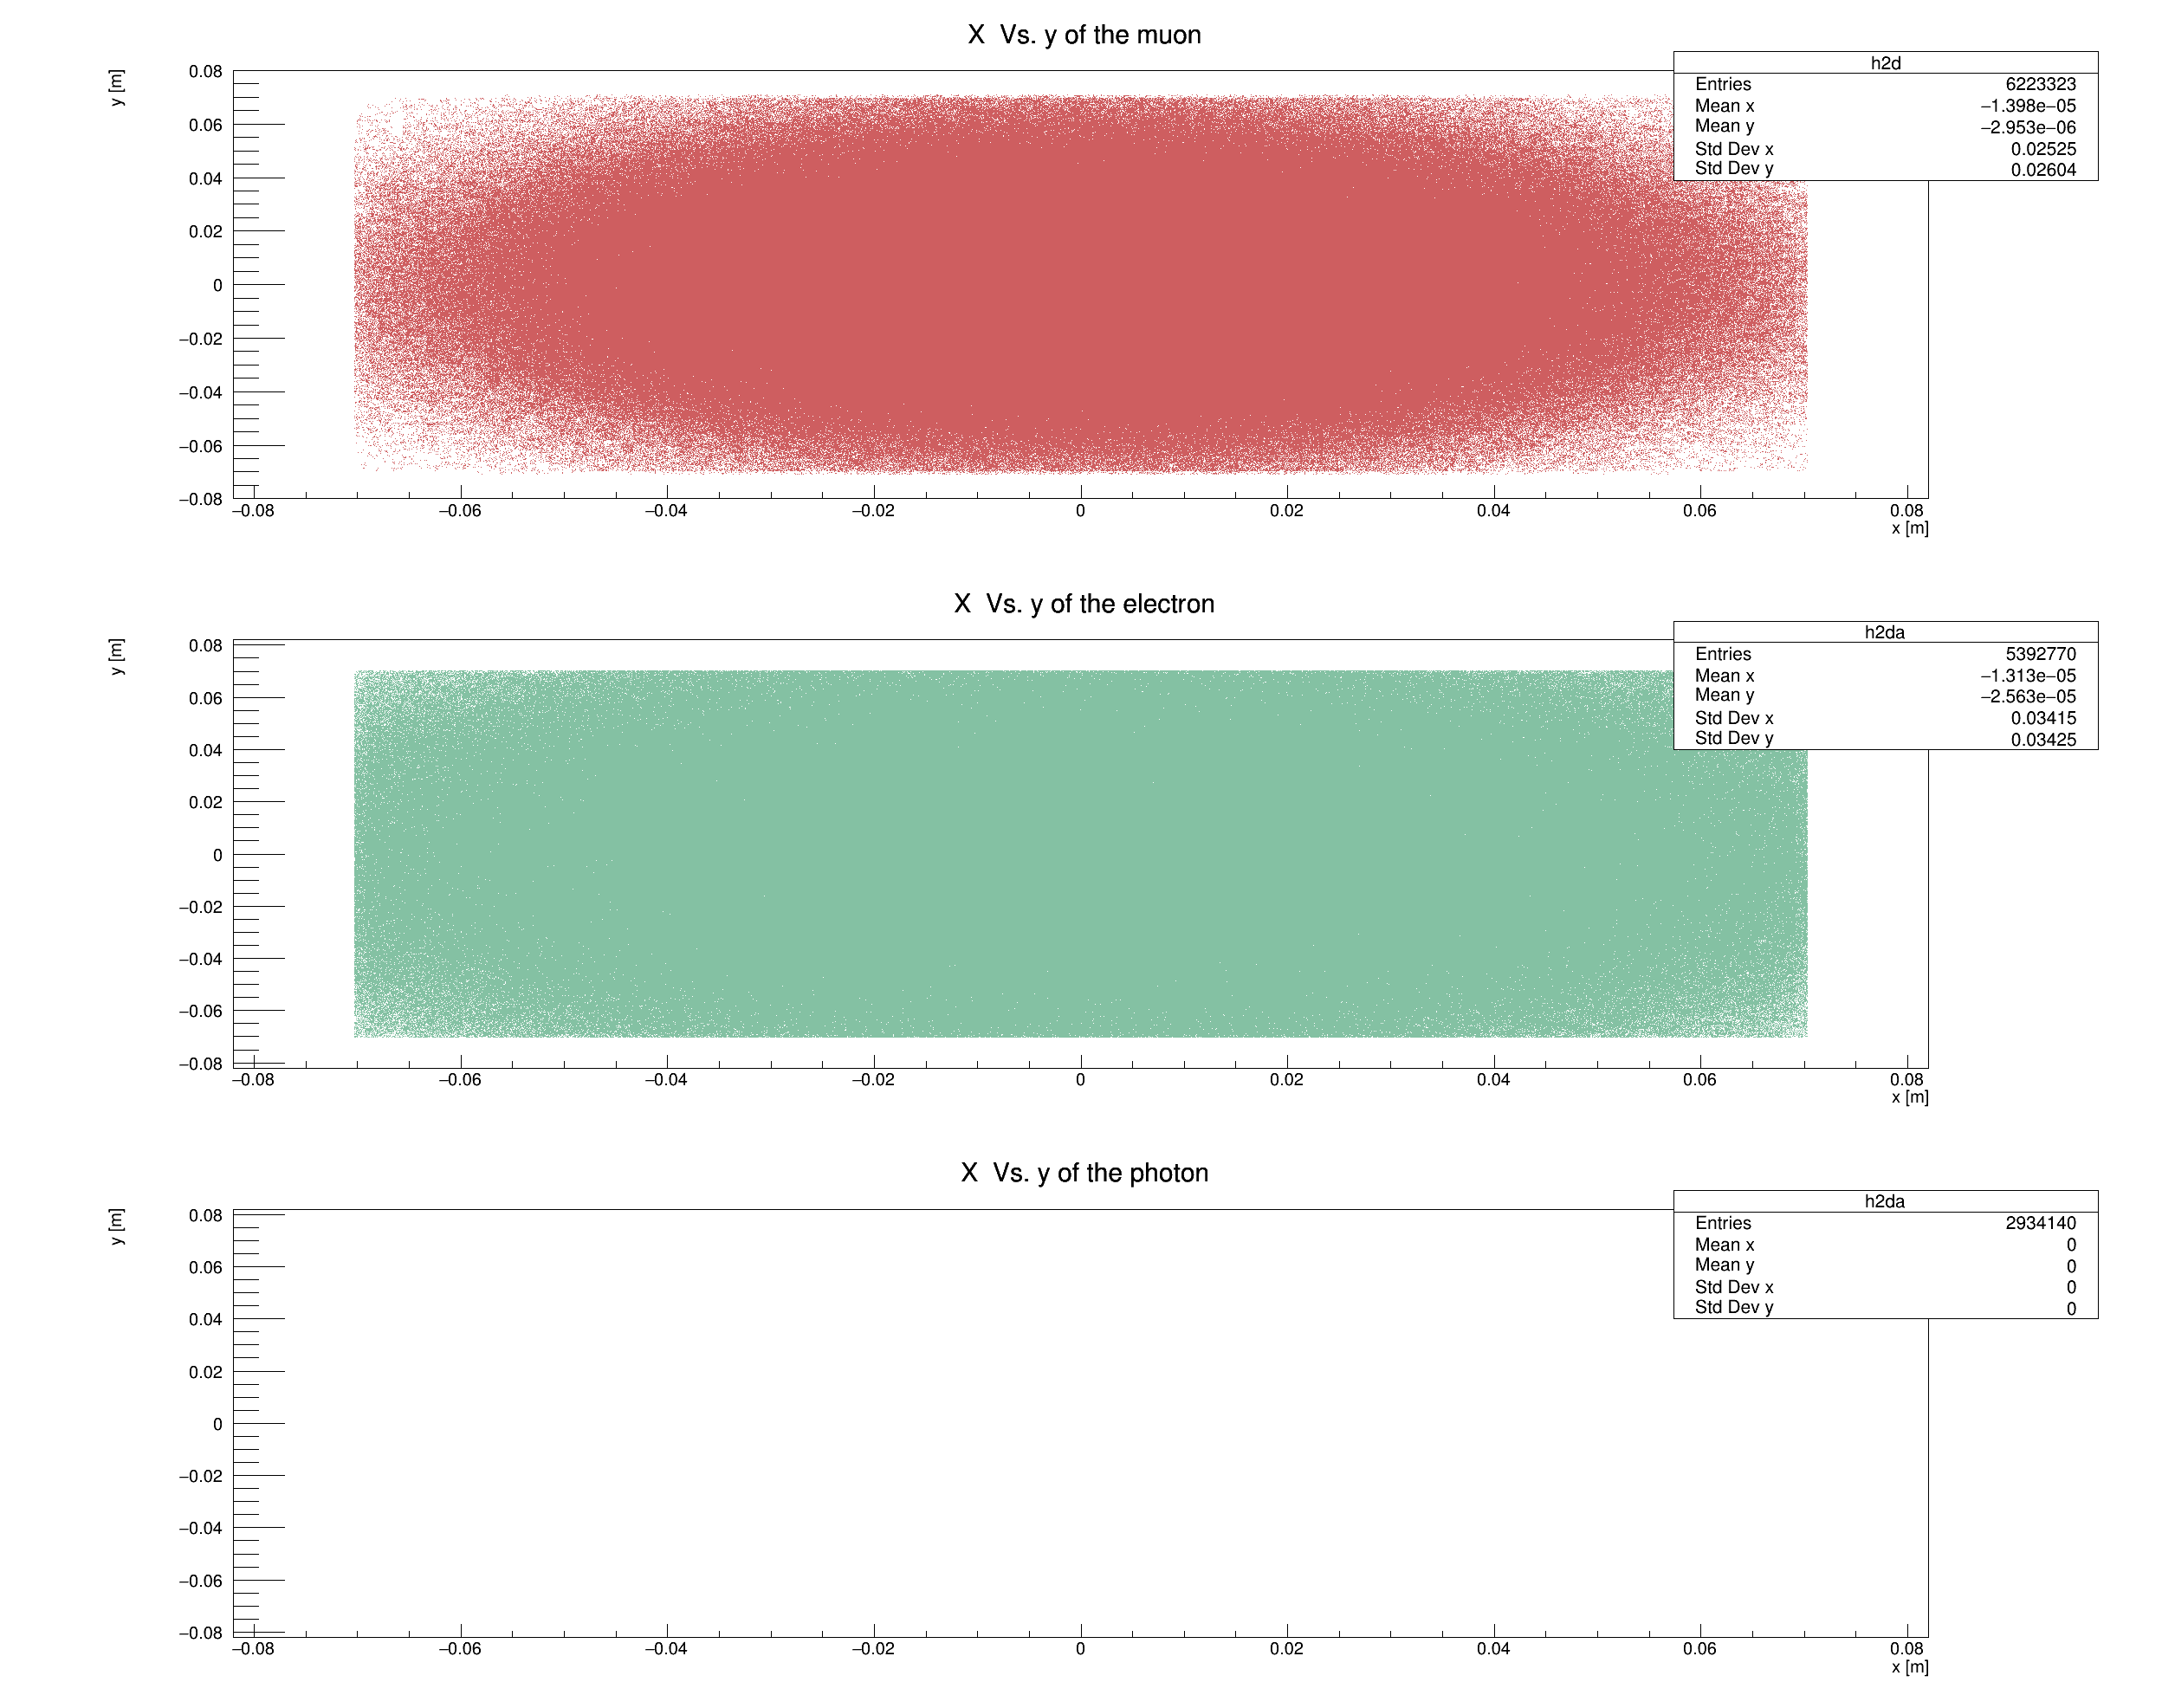 X Vs. y of the muon
y [m]
0.08
0.06
0.04
0.02
0
−0.02
−0.04
−0.06
−0.08
−0.08 −0.06 −0.04 −0.02 0 0.02 0.04 0.06 0.08
x [m]
h2d
Entries 6223323
Mean x −1.398e−05
Mean y −2.953e−06
Std Dev x 0.02525
Std Dev y 0.02604
X Vs. y of the electron
y [m]
0.08
0.06
0.04
0.02
0
−0.02
−0.04
−0.06
−0.08
−0.08 −0.06 −0.04 −0.02 0 0.02 0.04 0.06 0.08
x [m]
h2da
Entries 5392770
Mean x −1.313e−05
Mean y −2.563e−05
Std Dev x 0.03415
Std Dev y 0.03425
X Vs. y of the photon
y [m]
0.08
0.06
0.04
0.02
0
−0.02
−0.04
−0.06
−0.08
−0.08 −0.06 −0.04 −0.02 0 0.02 0.04 0.06 0.08
x [m]
h2da
Entries 2934140
Mean x 0
Mean y 0
Std Dev x 0
Std Dev y 0